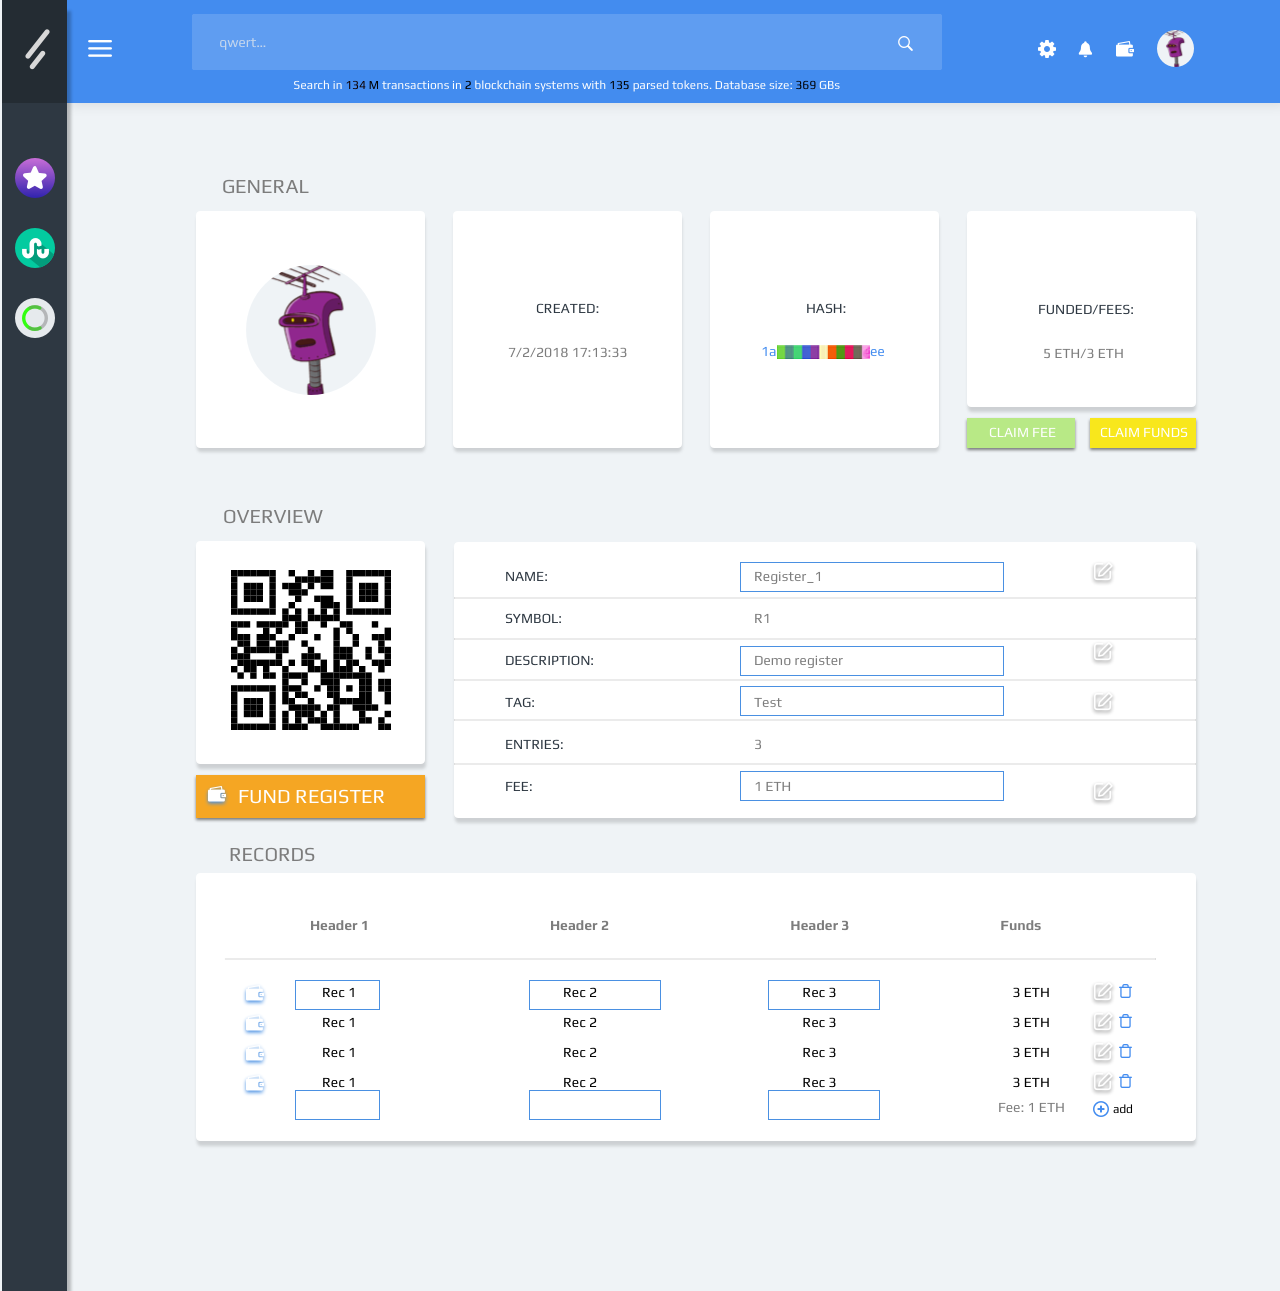 qwert...
Search in 134 M transactions in 2 blockchain systems with 135 parsed tokens. Database size: 369 GBs
GENERAL
CREATED:
7/2/2018 17:13:33
HASH:
1a ee
FUNDED/FEES:
5 ETH/3 ETH
CLAIM FEE
CLAIM FUNDS
OVERVIEW
FUND REGISTER
NAME: Register_1
SYMBOL: R1
DESCRIPTION: Demo register
TAG: Test
ENTRIES: 3
FEE: 1 ETH
RECORDS
Header 1 Header 2 Header 3 Funds
Rec 1 Rec 2 Rec 3 3 ETH
Rec 1 Rec 2 Rec 3 3 ETH
Rec 1 Rec 2 Rec 3 3 ETH
Rec 1 Rec 2 Rec 3 3 ETH
Fee: 1 ETH add